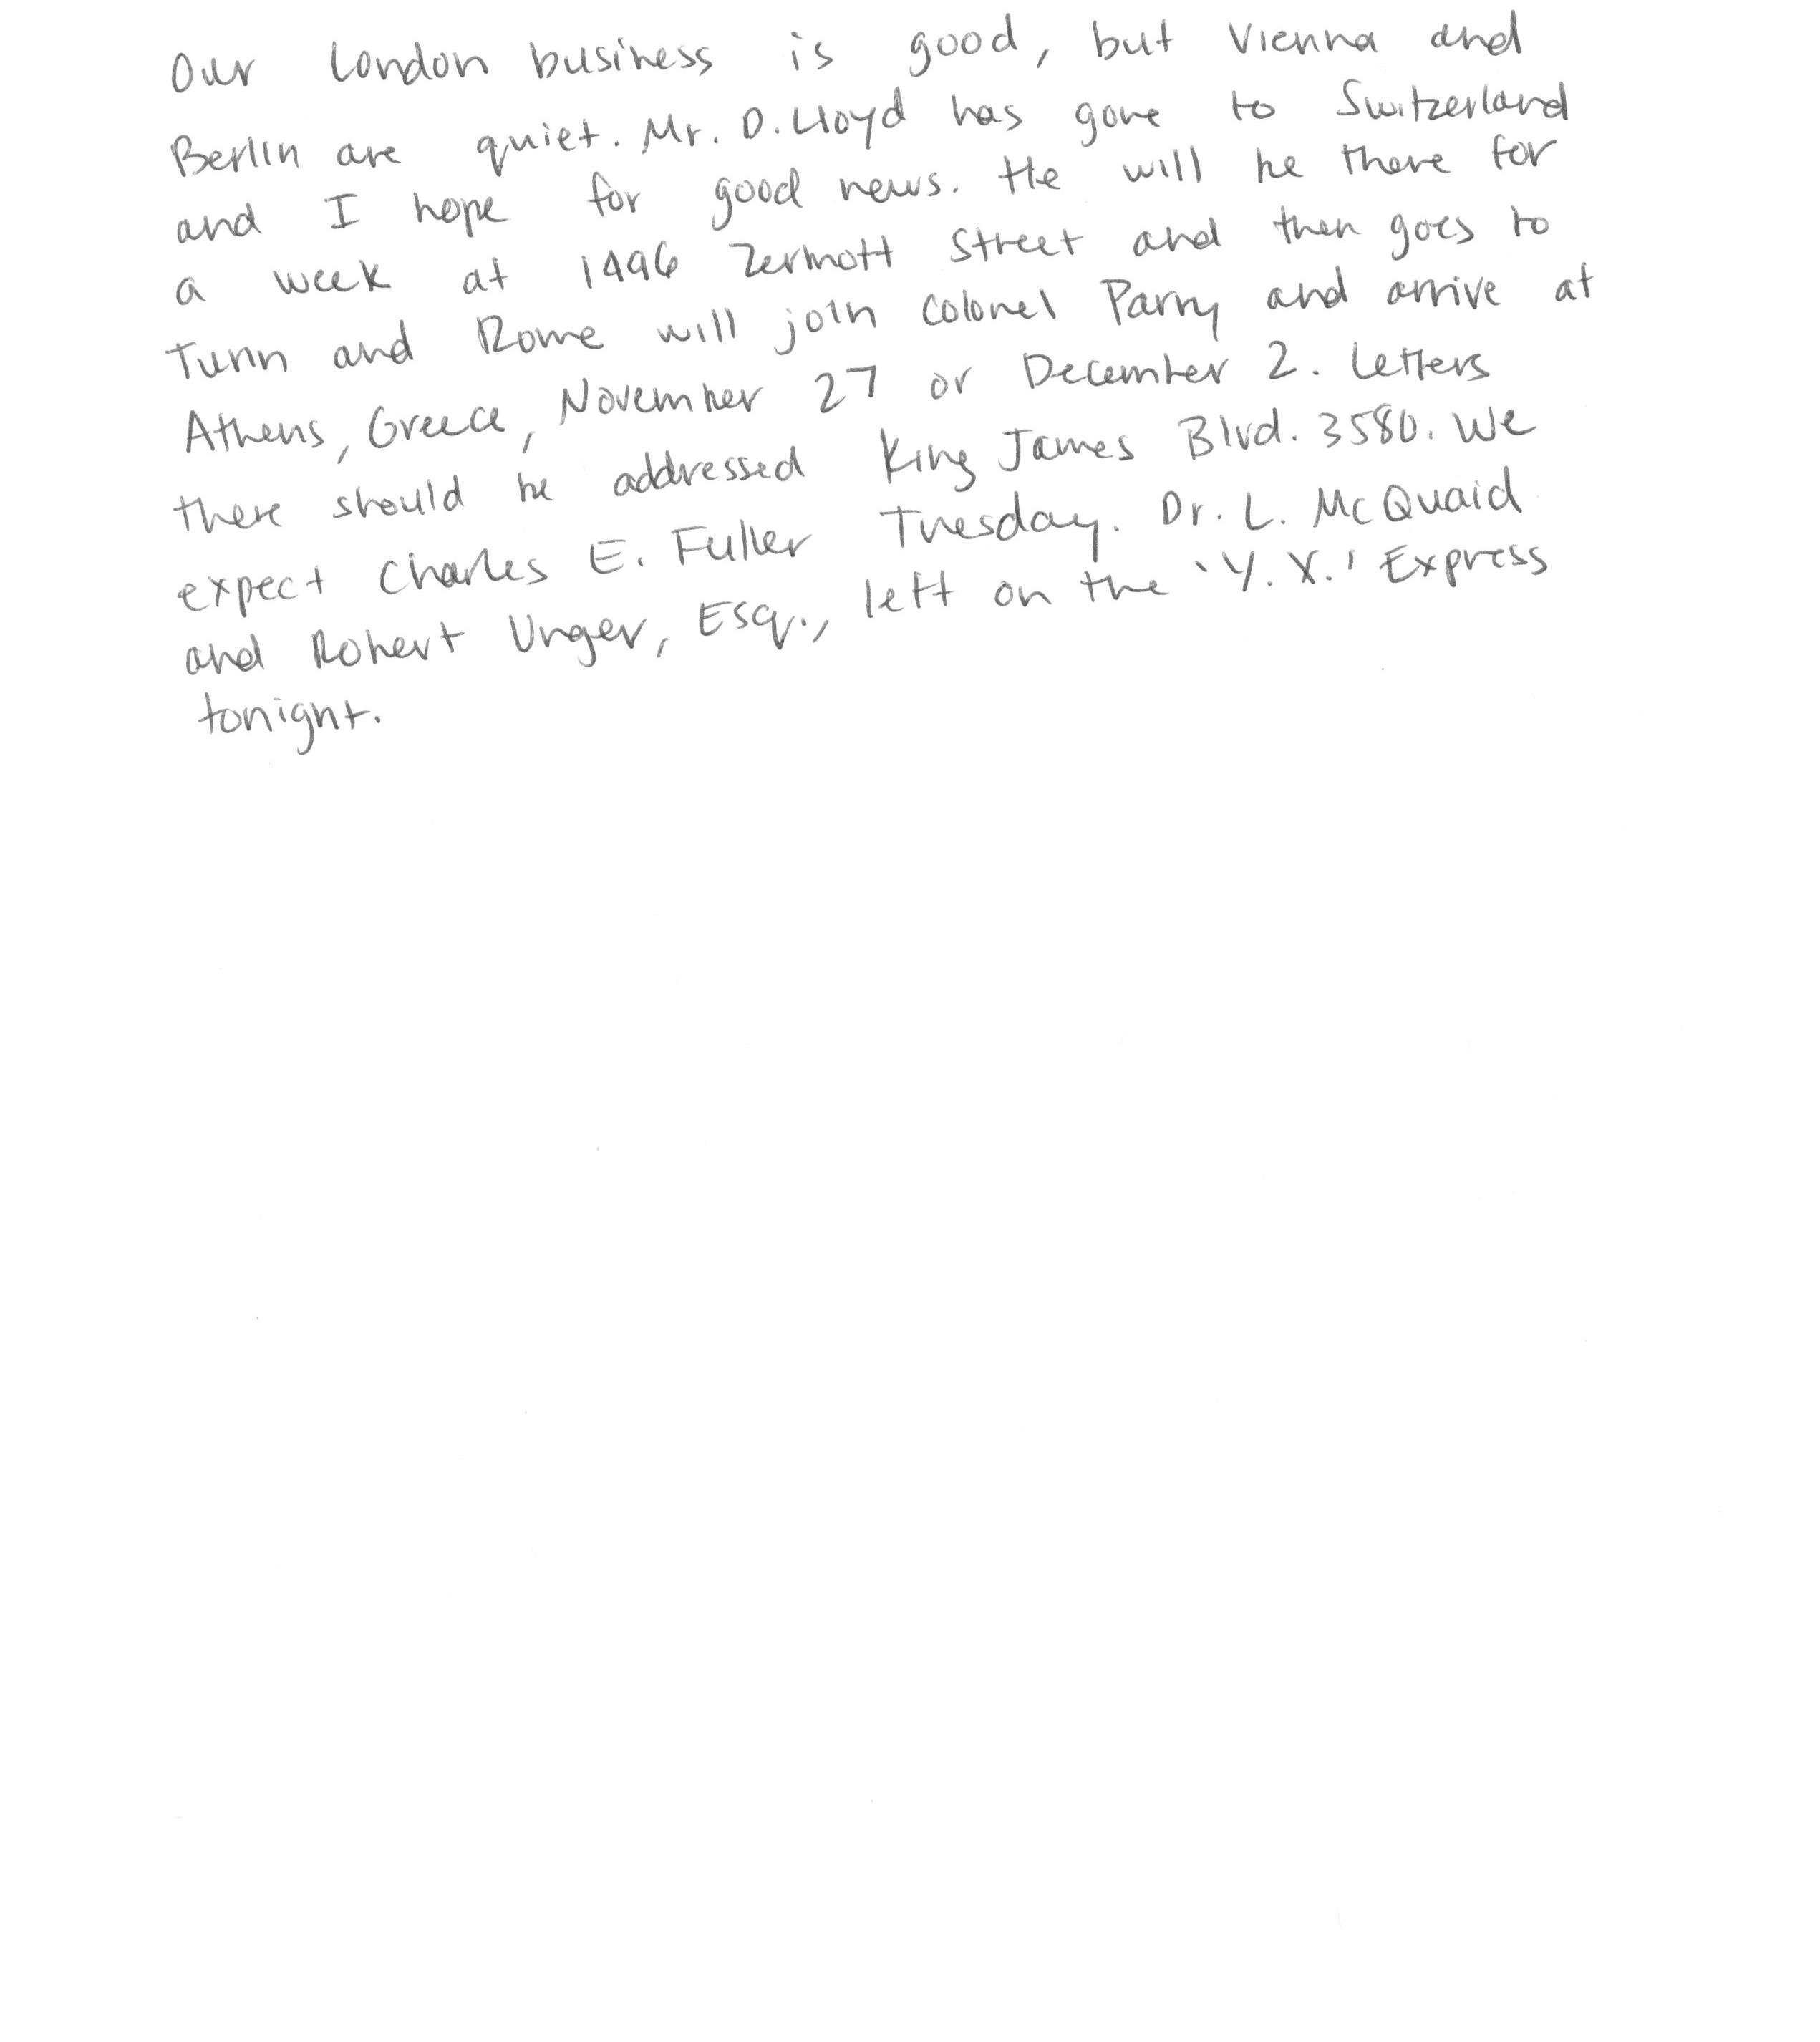 Our London business is good, but Vienna and
Berlin are quiet. Mr. D. Lloyd has gone to Switzerland
and I hope for good news. He will be there for
a week at 1496 Zermott Street and then goes to
Turin and Rome will join Colonel Parry and arrive at
Athens, Greece, November 27 or December 2. Letters
there should be addressed King James Blvd. 3580. We
expect Charles E. Fuller Tuesday. Dr. L. McQuaid
and Robert Unger, Esq., left on the 'Y. X.' Express
tonight.